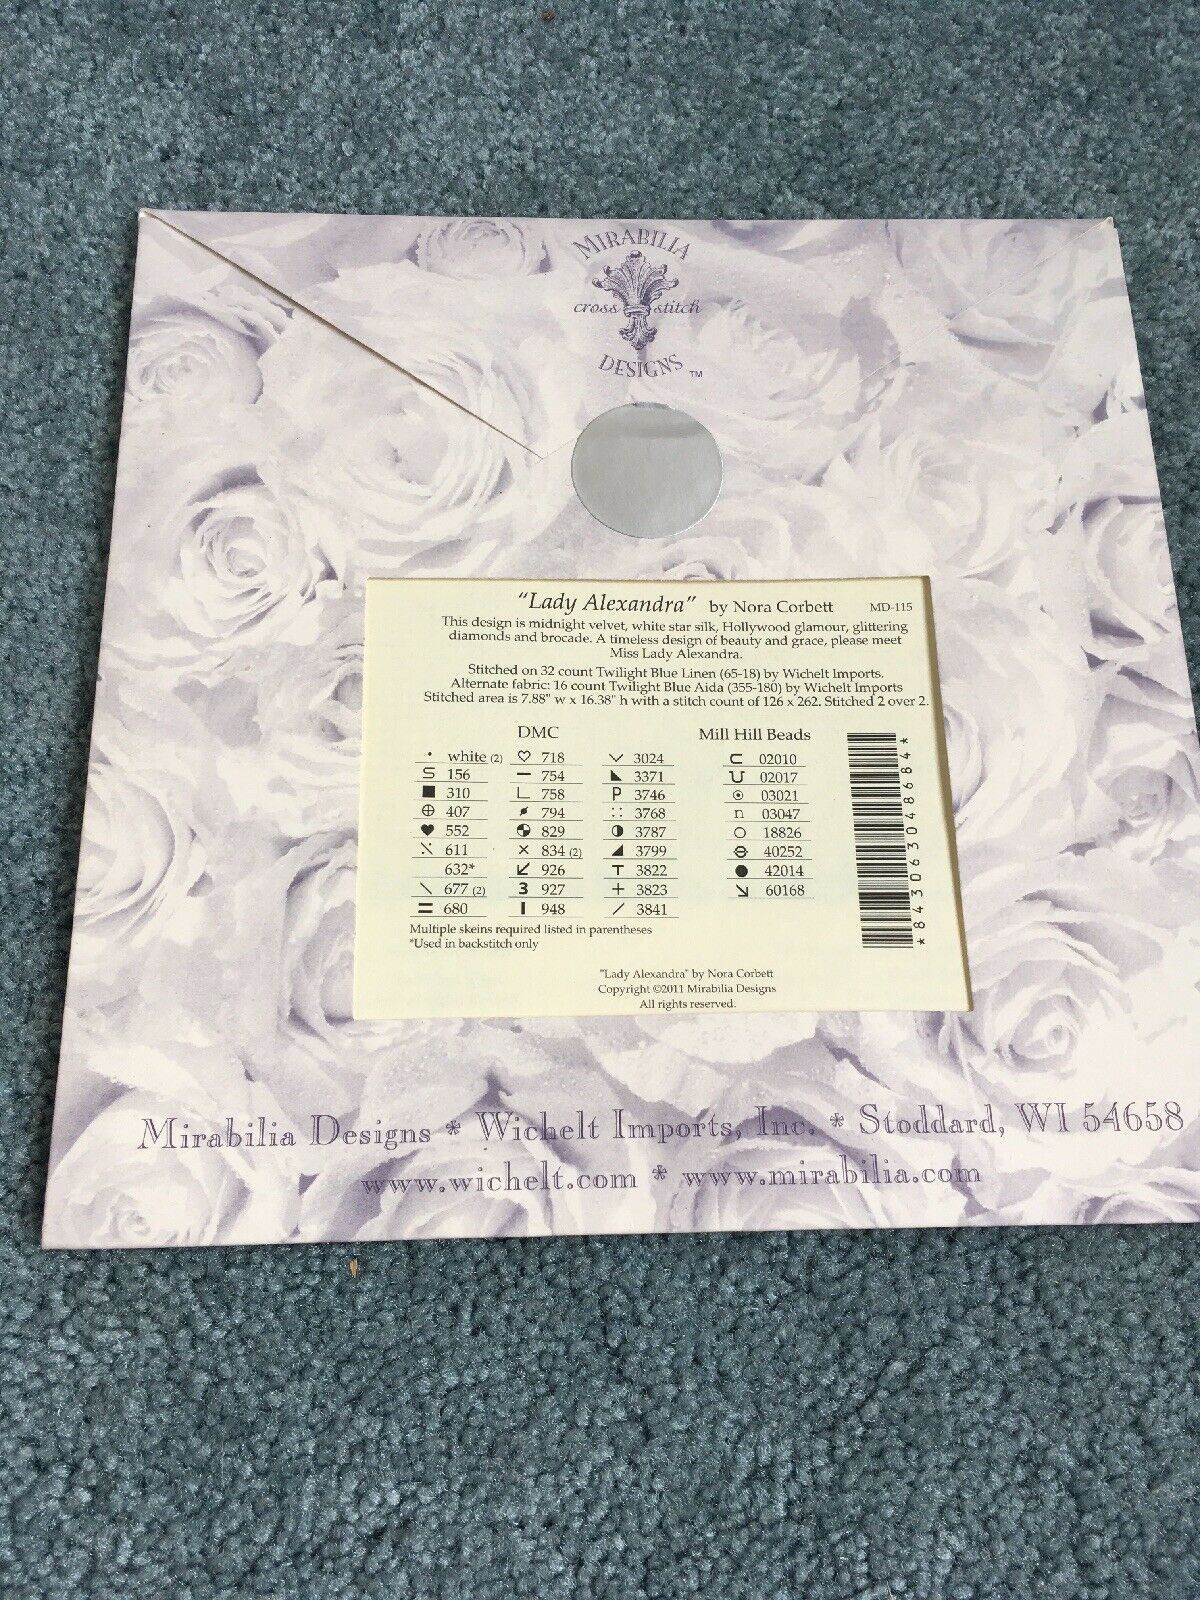 MIRABILIA
cross stitch
DESIGNS ™
"Lady Alexandra" by Nora Corbett MD-115
This design is midnight velvet, white star silk, Hollywood glamour, glittering
diamonds and brocade. A timeless design of beauty and grace, please meet
Miss Lady Alexandra.
Stitched on 32 count Twilight Blue Linen (65-18) by Wichelt Imports.
Alternate fabric: 16 count Twilight Blue Aida (355-180) by Wichelt Imports
Stitched area is 7.88" w x 16.38" h with a stitch count of 126 x 262. Stitched 2 over 2.
DMC Mill Hill Beads
· white (2) ♡ 718 ∨ 3024 ⊏ 02010
S 156 — 754 ◣ 3371 U 02017
■ 310 L 758 P 3746 ⊙ 03021
⊕ 407 794 :: 3768 n 03047
♥ 552 829 ◑ 3787 ○ 18826
611 × 834 (2) ◢ 3799 ⊖ 40252
632* ↙ 926 T 3822 ● 42014
\ 677 (2) 3 927 + 3823 ↘ 60168
= 680 I 948 / 3841
Multiple skeins required listed in parentheses
*Used in backstitch only
*843063048684*
"Lady Alexandra" by Nora Corbett
Copyright ©2011 Mirabilia Designs
All rights reserved.
Mirabilia Designs * Wichelt Imports, Inc. * Stoddard, WI 54658
www.wichelt.com * www.mirabilia.com